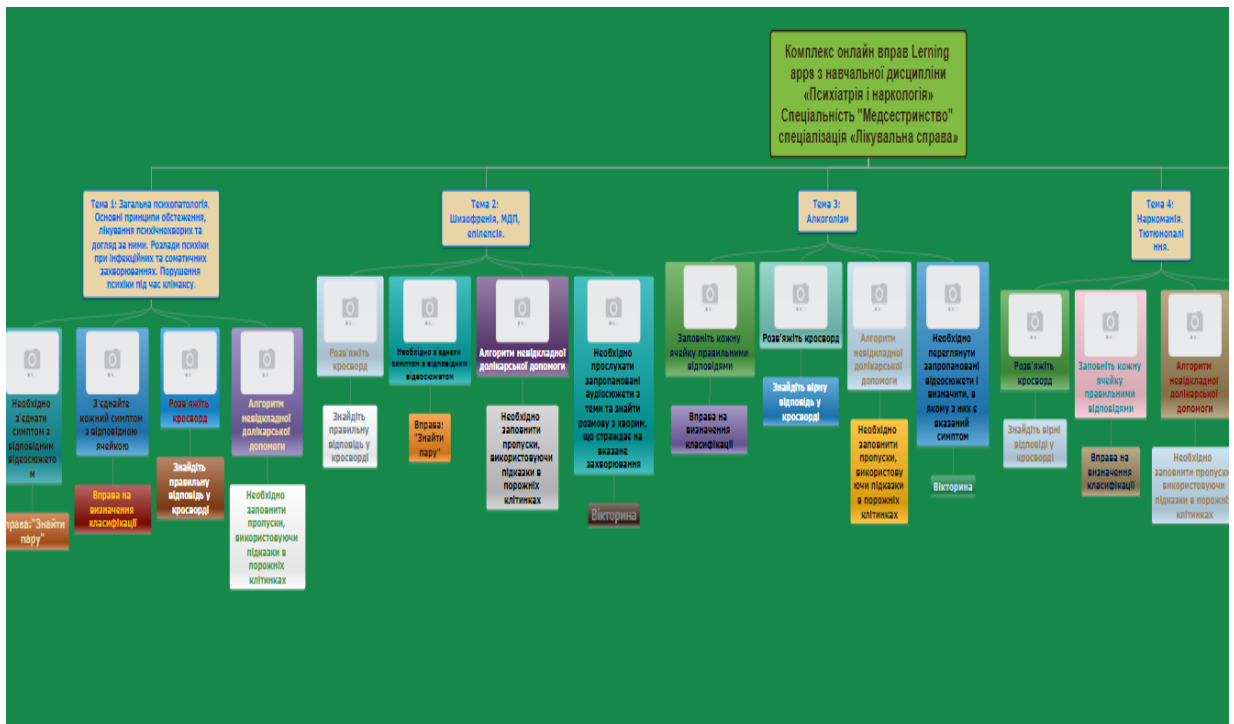 Комплекс онлайн вправ Lerning
apps з навчальної дисципліни
«Психіатрія і наркологія»
Спеціальність "Медсестринство"
спеціалізація «Лікувальна справа»
Тема 1: Загальна психопатологія.
Основні принципи обстеження,
лікування психічнохворих та
догляд за ними. Розлади психіки
при інфекційних та соматичних
захворюваннях. Порушення
психіки під час клімаксу.
Тема 2:
Шизофренія, МДП,
епілепсія.
Тема 3:
Алкоголізм
Тема 4:
Наркоманія.
Тютюнопалі
ння.
Необхідно
з'єднати
симптом з
відповідним
відеосюжето
м
права:"Знайти
пару"
З'єднайте
кожний симптом
з відповідною
ячейкою
Вправа на
визначення
класифікації
Розв'яжіть
кросворд
Знайдіть
правильну
відповідь у
кросворді
Алгоритм
невідкладної
долікарської
допомоги
Необхідно
заповнити
пропуски,
використовуючи
підказки в
порожніх
клітинках
Розв'яжіть
кросворд
Знайдіть
правильну
відповідь у
кросворді
Необхідно з'єднати
симптом з відповідним
відеосюжетом
Вправа:
"Знайти
пару"
Алгоритм невідкладної
долікарської допомоги
Необхідно
заповнити
пропуски,
використовуючи
підказки в
порожніх
клітинках
Необхідно
прослухати
запропановані
аудіосюжети з
теми та знайти
розмову з хворим,
що страждає на
вказане
захворювання
Вікторина
Заповніть кожну
ячейку правильними
відповідями
Вправа на
визначення
класифікації
Розв'яжіть кросворд
Знайдіть вірну
відповідь у
кросворді
Алгоритм
невідкладної
долікарської
допомоги
Необхідно
заповнити
пропуски,
використову
ючи підказки
в порожніх
клітинках
Необхідно
переглянути
запропановані
відеосюжети і
визначити, в
якому з них є
вказаний
симптом
Вікторина
Розв'яжіть
кросворд
Знайдіть вірні
відповіді у
кросворді
Заповніть кожну
ячейку
правильними
відповідями
Вправа на
визначення
класифікації
Алгоритм
невідкладної
долікарської
допомоги
Необхідно
заповнити пропуски,
використовуючи
підказки в порожніх
клітинках